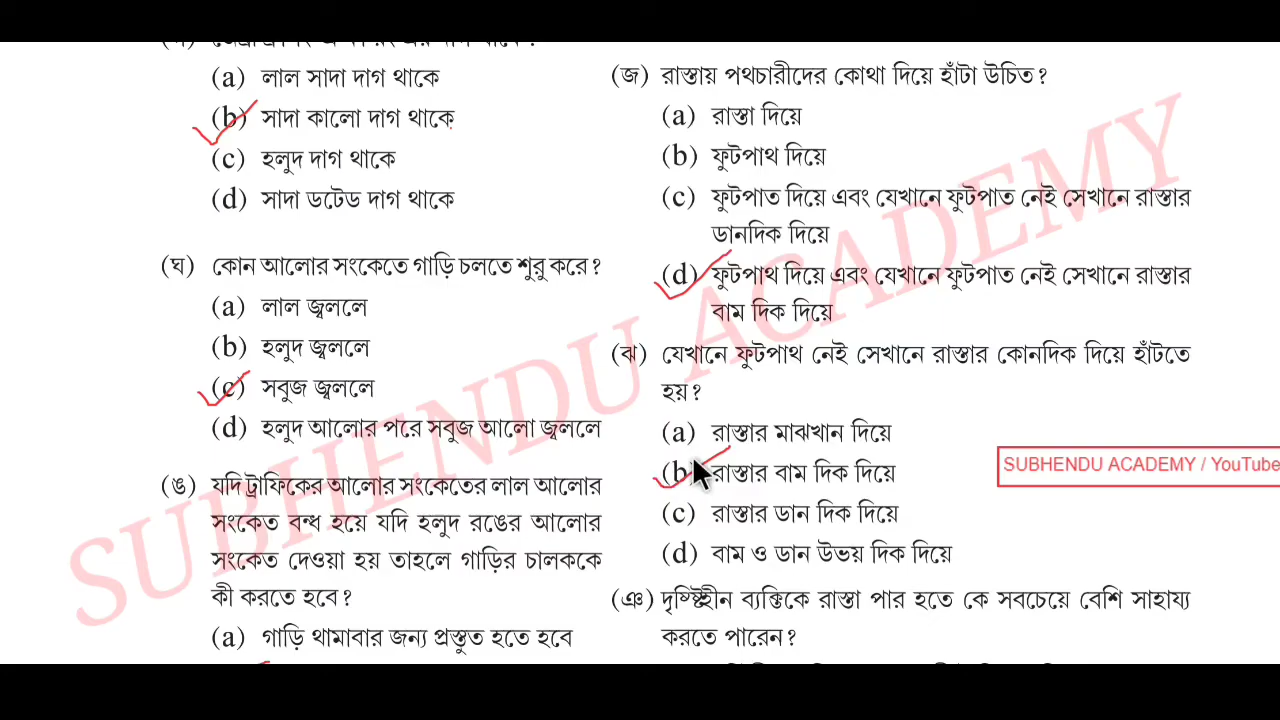 (a) লাল সাদা দাগ থাকে
(b) সাদা কালো দাগ থাকে
(c) হলুদ দাগ থাকে
(d) সাদা ডটেড দাগ থাকে
(ঘ) কোন আলোর সংকেতে গাড়ি চলতে শুরু করে?
(a) লাল জ্বললে
(b) হলুদ জ্বললে
(c) সবুজ জ্বললে
(d) হলুদ আলোর পরে সবুজ আলো জ্বললে
(ঙ) যদি ট্রাফিকের আলোর সংকেতের লাল আলোর
সংকেত বন্ধ হয়ে যদি হলুদ রঙের আলোর
সংকেত দেওয়া হয় তাহলে গাড়ির চালককে
কী করতে হবে?
(a) গাড়ি থামাবার জন্য প্রস্তুত হতে হবে
(জ) রাস্তায় পথচারীদের কোথা দিয়ে হাঁটা উচিত?
(a) রাস্তা দিয়ে
(b) ফুটপাথ দিয়ে
(c) ফুটপাত দিয়ে এবং যেখানে ফুটপাত নেই সেখানে রাস্তার
ডানদিক দিয়ে
(d) ফুটপাথ দিয়ে এবং যেখানে ফুটপাত নেই সেখানে রাস্তার
বাম দিক দিয়ে
(ঝ) যেখানে ফুটপাথ নেই সেখানে রাস্তার কোনদিক দিয়ে হাঁটতে
হয়?
(a) রাস্তার মাঝখান দিয়ে
(b) রাস্তার বাম দিক দিয়ে
(c) রাস্তার ডান দিক দিয়ে
(d) বাম ও ডান উভয় দিক দিয়ে
(ঞ) দৃষ্টিহীন ব্যক্তিকে রাস্তা পার হতে কে সবচেয়ে বেশি সাহায্য
করতে পারেন?
SUBHENDU ACADEMY
SUBHENDU ACADEMY / YouTube